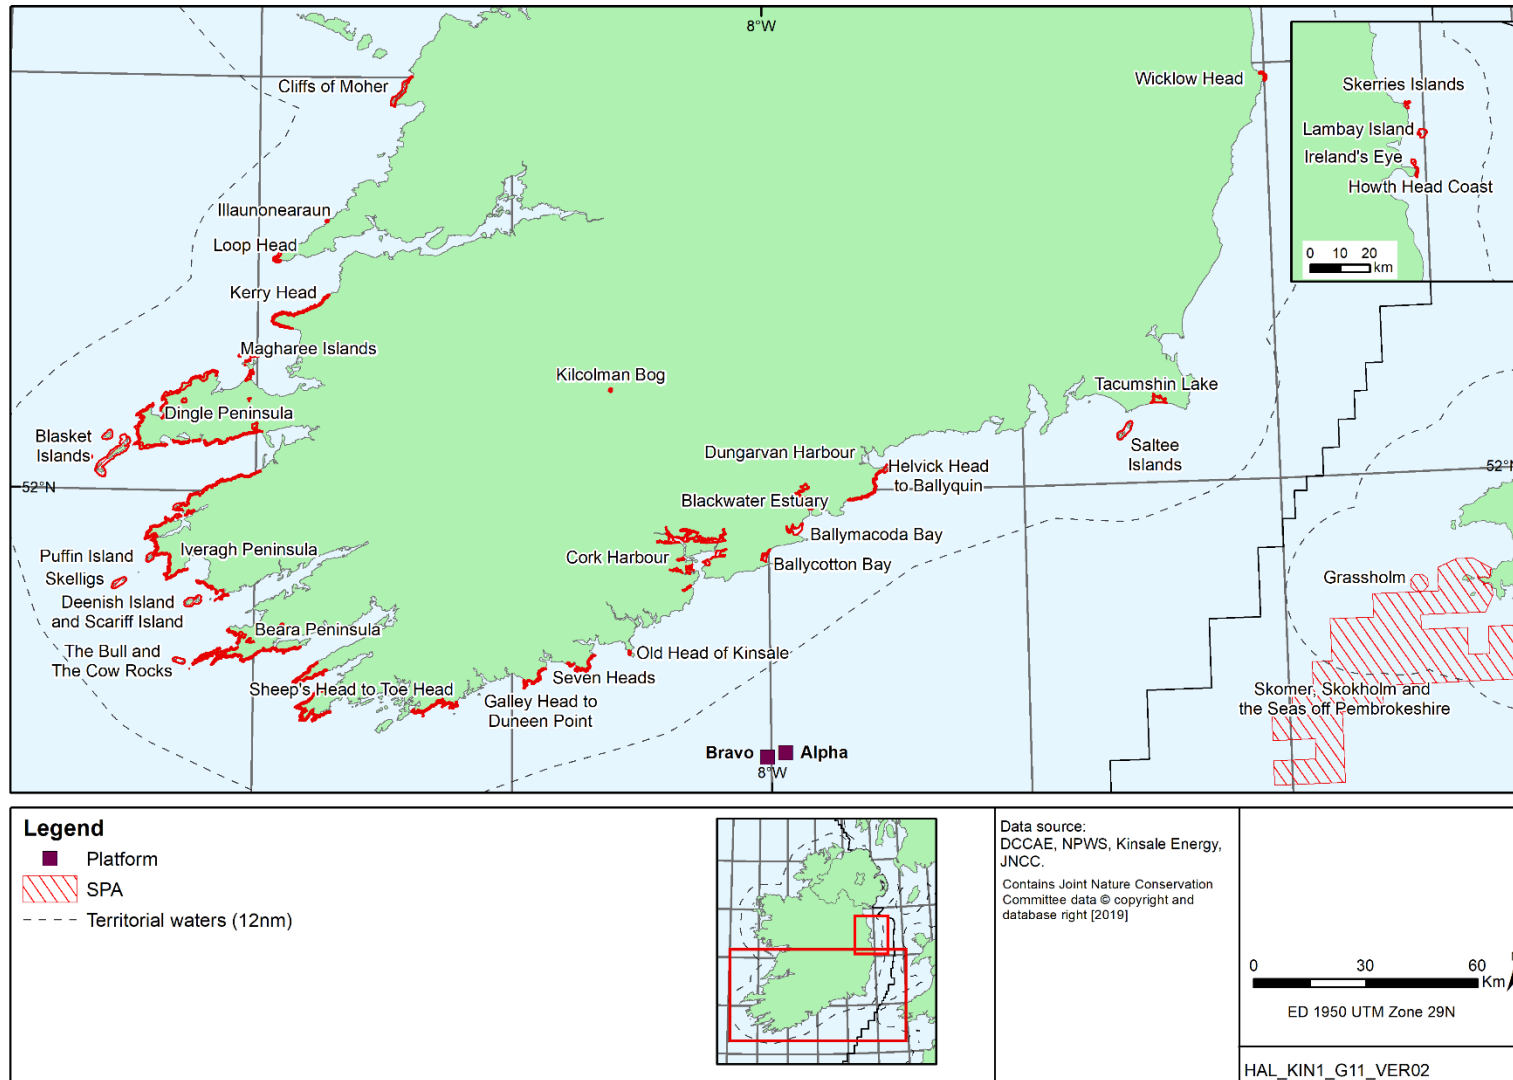 8°W
Cliffs of Moher
Wicklow Head
Skerries Islands
Lambay Island
Ireland's Eye
Howth Head Coast
0 10 20
km
Illaunonearaun
Loop Head
Kerry Head
Magharee Islands
Kilcolman Bog
Tacumshin Lake
Dingle Peninsula
Blasket
Islands
Saltee
Islands
Dungarvan Harbour
Helvick Head
to Ballyquin
52°N
52°N
Blackwater Estuary
Ballymacoda Bay
Puffin Island
Iveragh Peninsula
Cork Harbour
Ballycotton Bay
Skelligs
Grassholm
Deenish Island
and Scariff Island
Beara Peninsula
The Bull and
The Cow Rocks
Old Head of Kinsale
Seven Heads
Sheep's Head to Toe Head
Galley Head to
Duneen Point
Skomer, Skokholm and
the Seas off Pembrokeshire
Bravo
Alpha
8°W
Legend
Platform
SPA
Territorial waters (12nm)
Data source:
DCCAE, NPWS, Kinsale Energy,
JNCC.
Contains Joint Nature Conservation
Committee data © copyright and
database right [2019]
0 30 60
Km
ED 1950 UTM Zone 29N
HAL_KIN1_G11_VER02